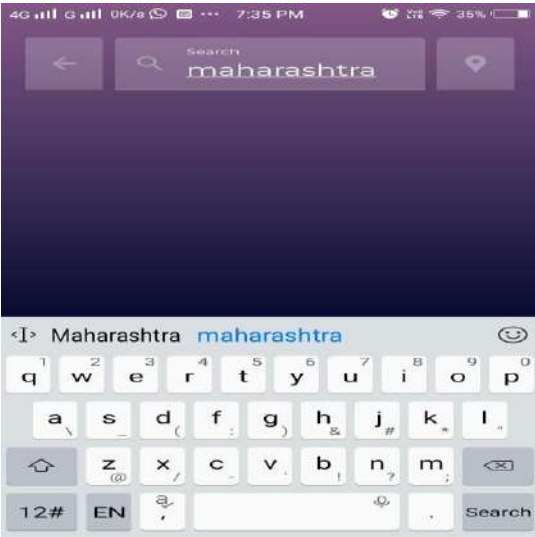 4G G 0K/s ... 7:35 PM VoLTE 35%
Search
maharashtra
Maharashtra maharashtra
1 2 3 4 5 6 7 8 9 0
q w e r t y u i o p
a s d f g h j k l
\ _ ( : ) & # * "
z x c v b n m
@ / - . ! ? ;
12# EN , . Search